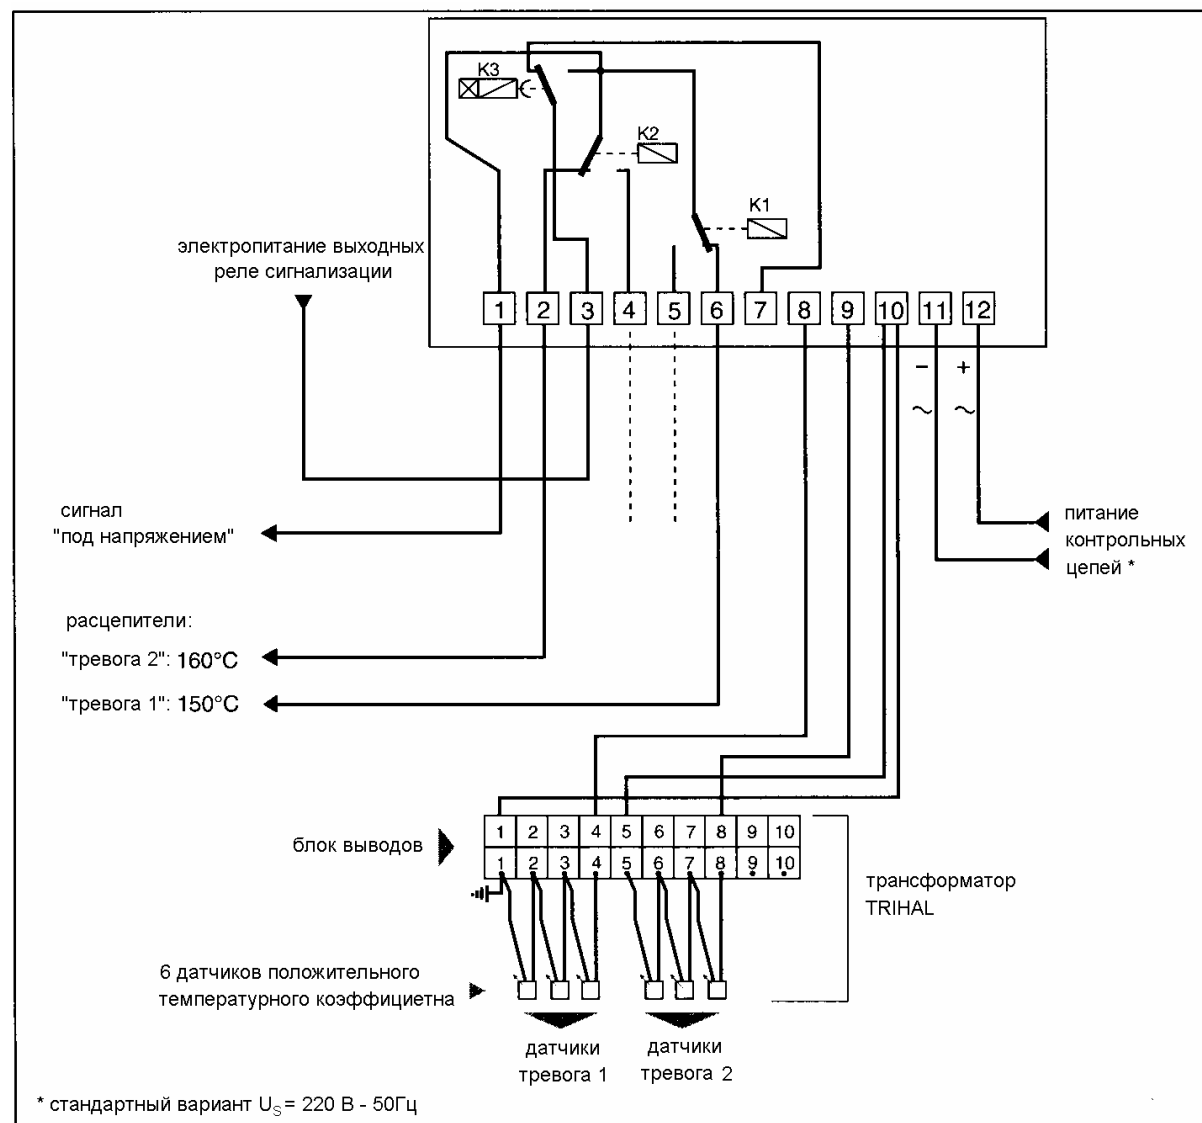 K3
K2
K1
электропитание выходных
реле сигнализации
1 2 3 4 5 6 7 8 9 10 11 12
− +
~ ~
сигнал
"под напряжением"
питание
контрольных
цепей *
расцепители:
"тревога 2": 160°C
"тревога 1": 150°C
1 2 3 4 5 6 7 8 9 10
блок выводов
1 2 3 4 5 6 7 8 9 10
трансформатор
TRIHAL
6 датчиков положительного
температурного коэффициетна
датчики
тревога 1
датчики
тревога 2
* стандартный вариант US = 220 В - 50Гц